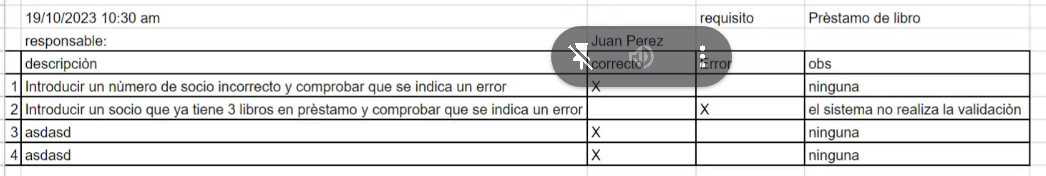 19/10/2023 10:30 am requisito Prèstamo de libro
responsable: Juan Perez
descripciòn correcto Error obs
1 Introducir un nùmero de socio incorrecto y comprobar que se indica un error X ninguna
2 Introducir un socio que ya tiene 3 libros en prèstamo y comprobar que se indica un error X el sistema no realiza la validaciòn
3 asdasd X ninguna
4 asdasd X ninguna